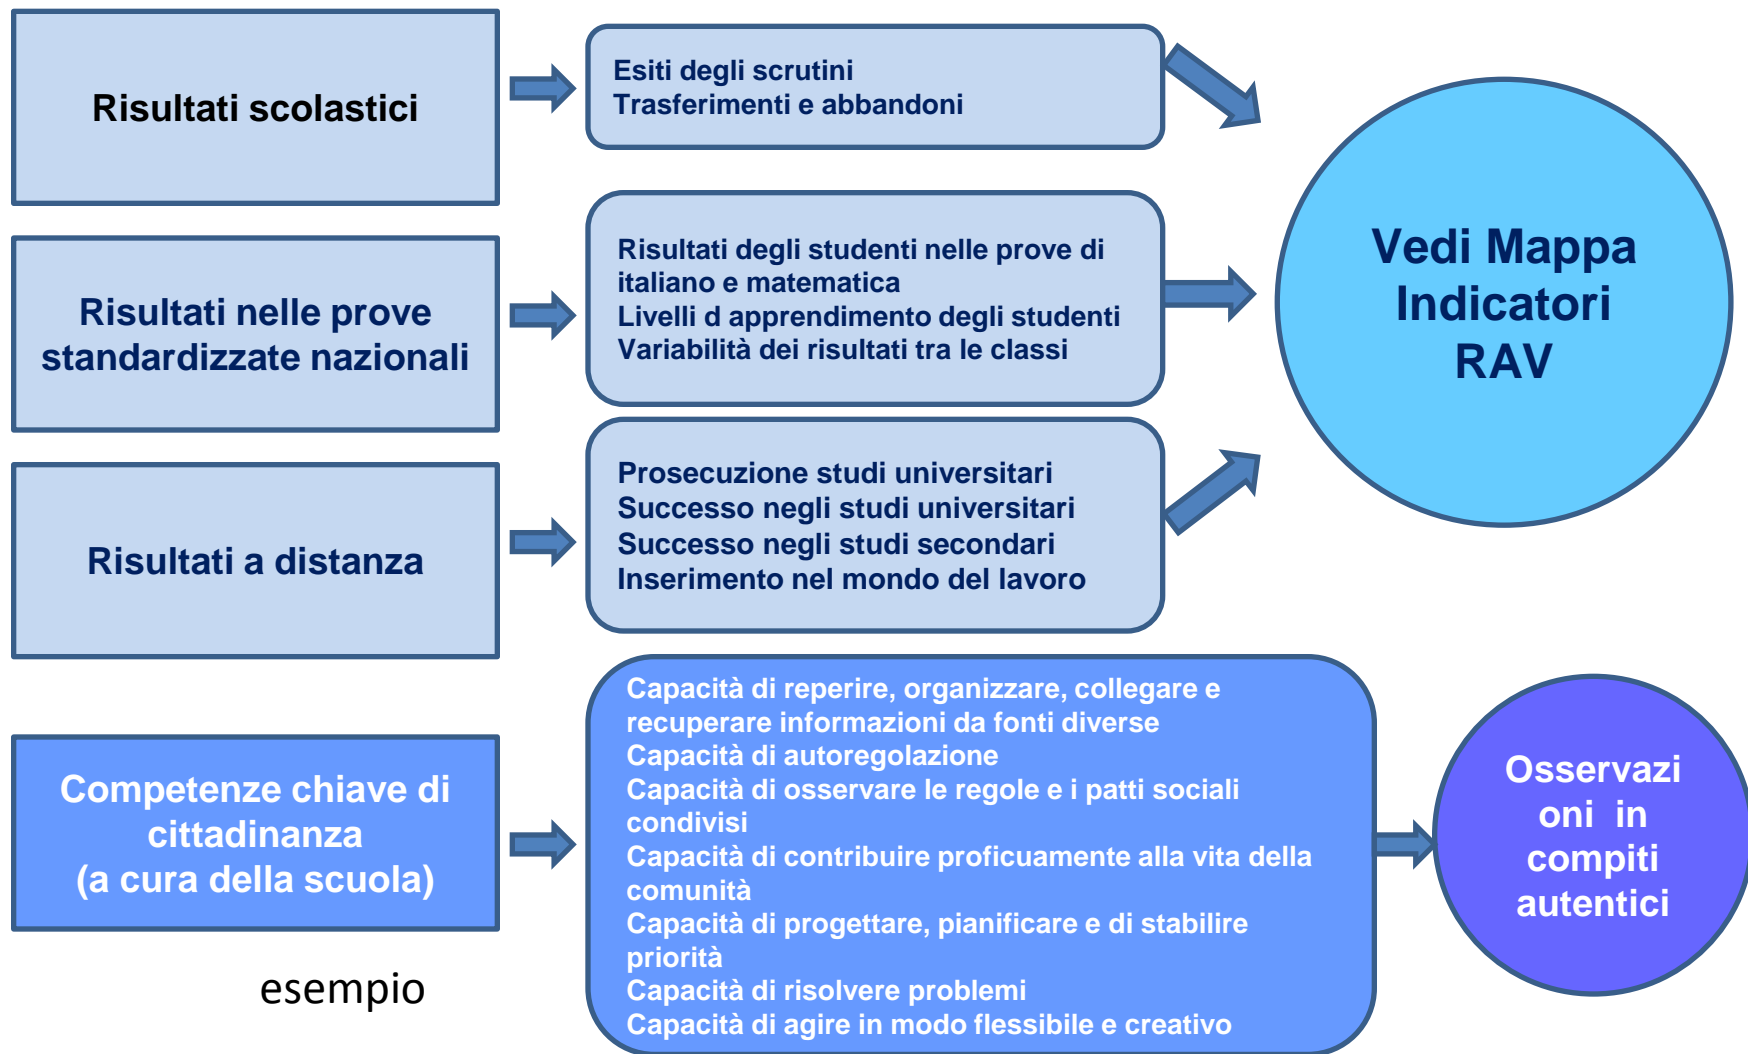 Risultati scolastici
Esiti degli scrutini
Trasferimenti e abbandoni
Risultati nelle prove
standardizzate nazionali
Risultati degli studenti nelle prove di
italiano e matematica
Livelli d apprendimento degli studenti
Variabilità dei risultati tra le classi
Vedi Mappa
Indicatori
RAV
Risultati a distanza
Prosecuzione studi universitari
Successo negli studi universitari
Successo negli studi secondari
Inserimento nel mondo del lavoro
Competenze chiave di
cittadinanza
(a cura della scuola)
Capacità di reperire, organizzare, collegare e
recuperare informazioni da fonti diverse
Capacità di autoregolazione
Capacità di osservare le regole e i patti sociali
condivisi
Capacità di contribuire proficuamente alla vita della
comunità
Capacità di progettare, pianificare e di stabilire
priorità
Capacità di risolvere problemi
Capacità di agire in modo flessibile e creativo
Osservazi
oni in
compiti
autentici
esempio